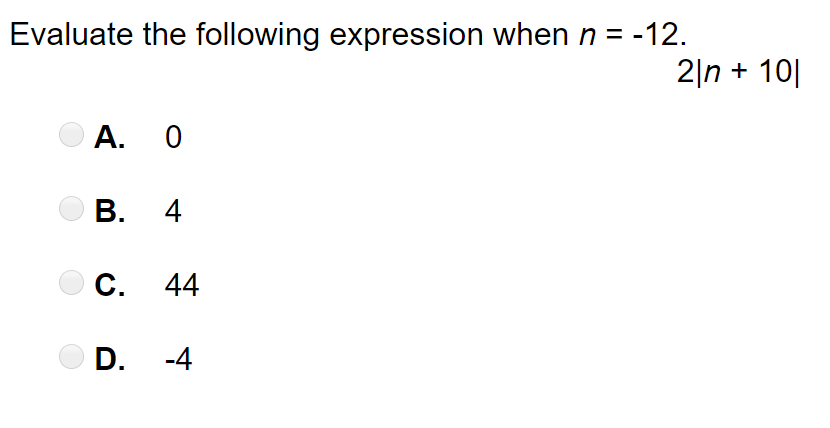 Evaluate the following expression when n = -12.
2|n + 10|
A. 0
B. 4
C. 44
D. -4